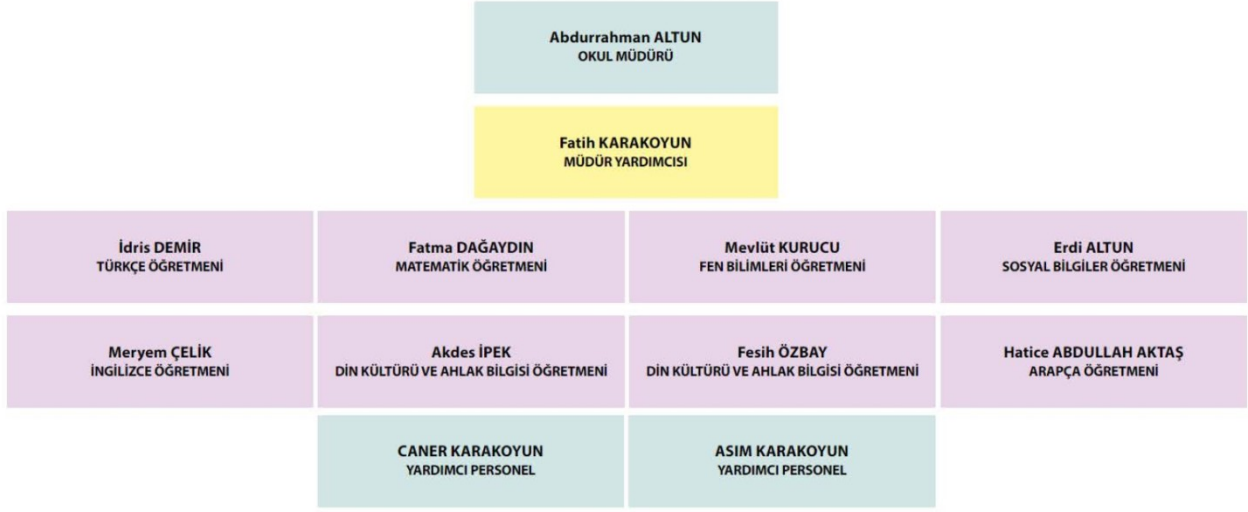 Abdurrahman ALTUN
OKUL MÜDÜRÜ
Fatih KARAKOYUN
MÜDÜR YARDIMCISI
İdris DEMİR
TÜRKÇE ÖĞRETMENİ
Fatma DAĞAYDIN
MATEMATİK ÖĞRETMENİ
Mevlüt KURUCU
FEN BİLİMLERİ ÖĞRETMENİ
Erdi ALTUN
SOSYAL BİLGİLER ÖĞRETMENİ
Meryem ÇELİK
İNGİLİZCE ÖĞRETMENİ
Akdes İPEK
DİN KÜLTÜRÜ VE AHLAK BİLGİSİ ÖĞRETMENİ
Fesih ÖZBAY
DİN KÜLTÜRÜ VE AHLAK BİLGİSİ ÖĞRETMENİ
Hatice ABDULLAH AKTAŞ
ARAPÇA ÖĞRETMENİ
CANER KARAKOYUN
YARDIMCI PERSONEL
ASIM KARAKOYUN
YARDIMCI PERSONEL